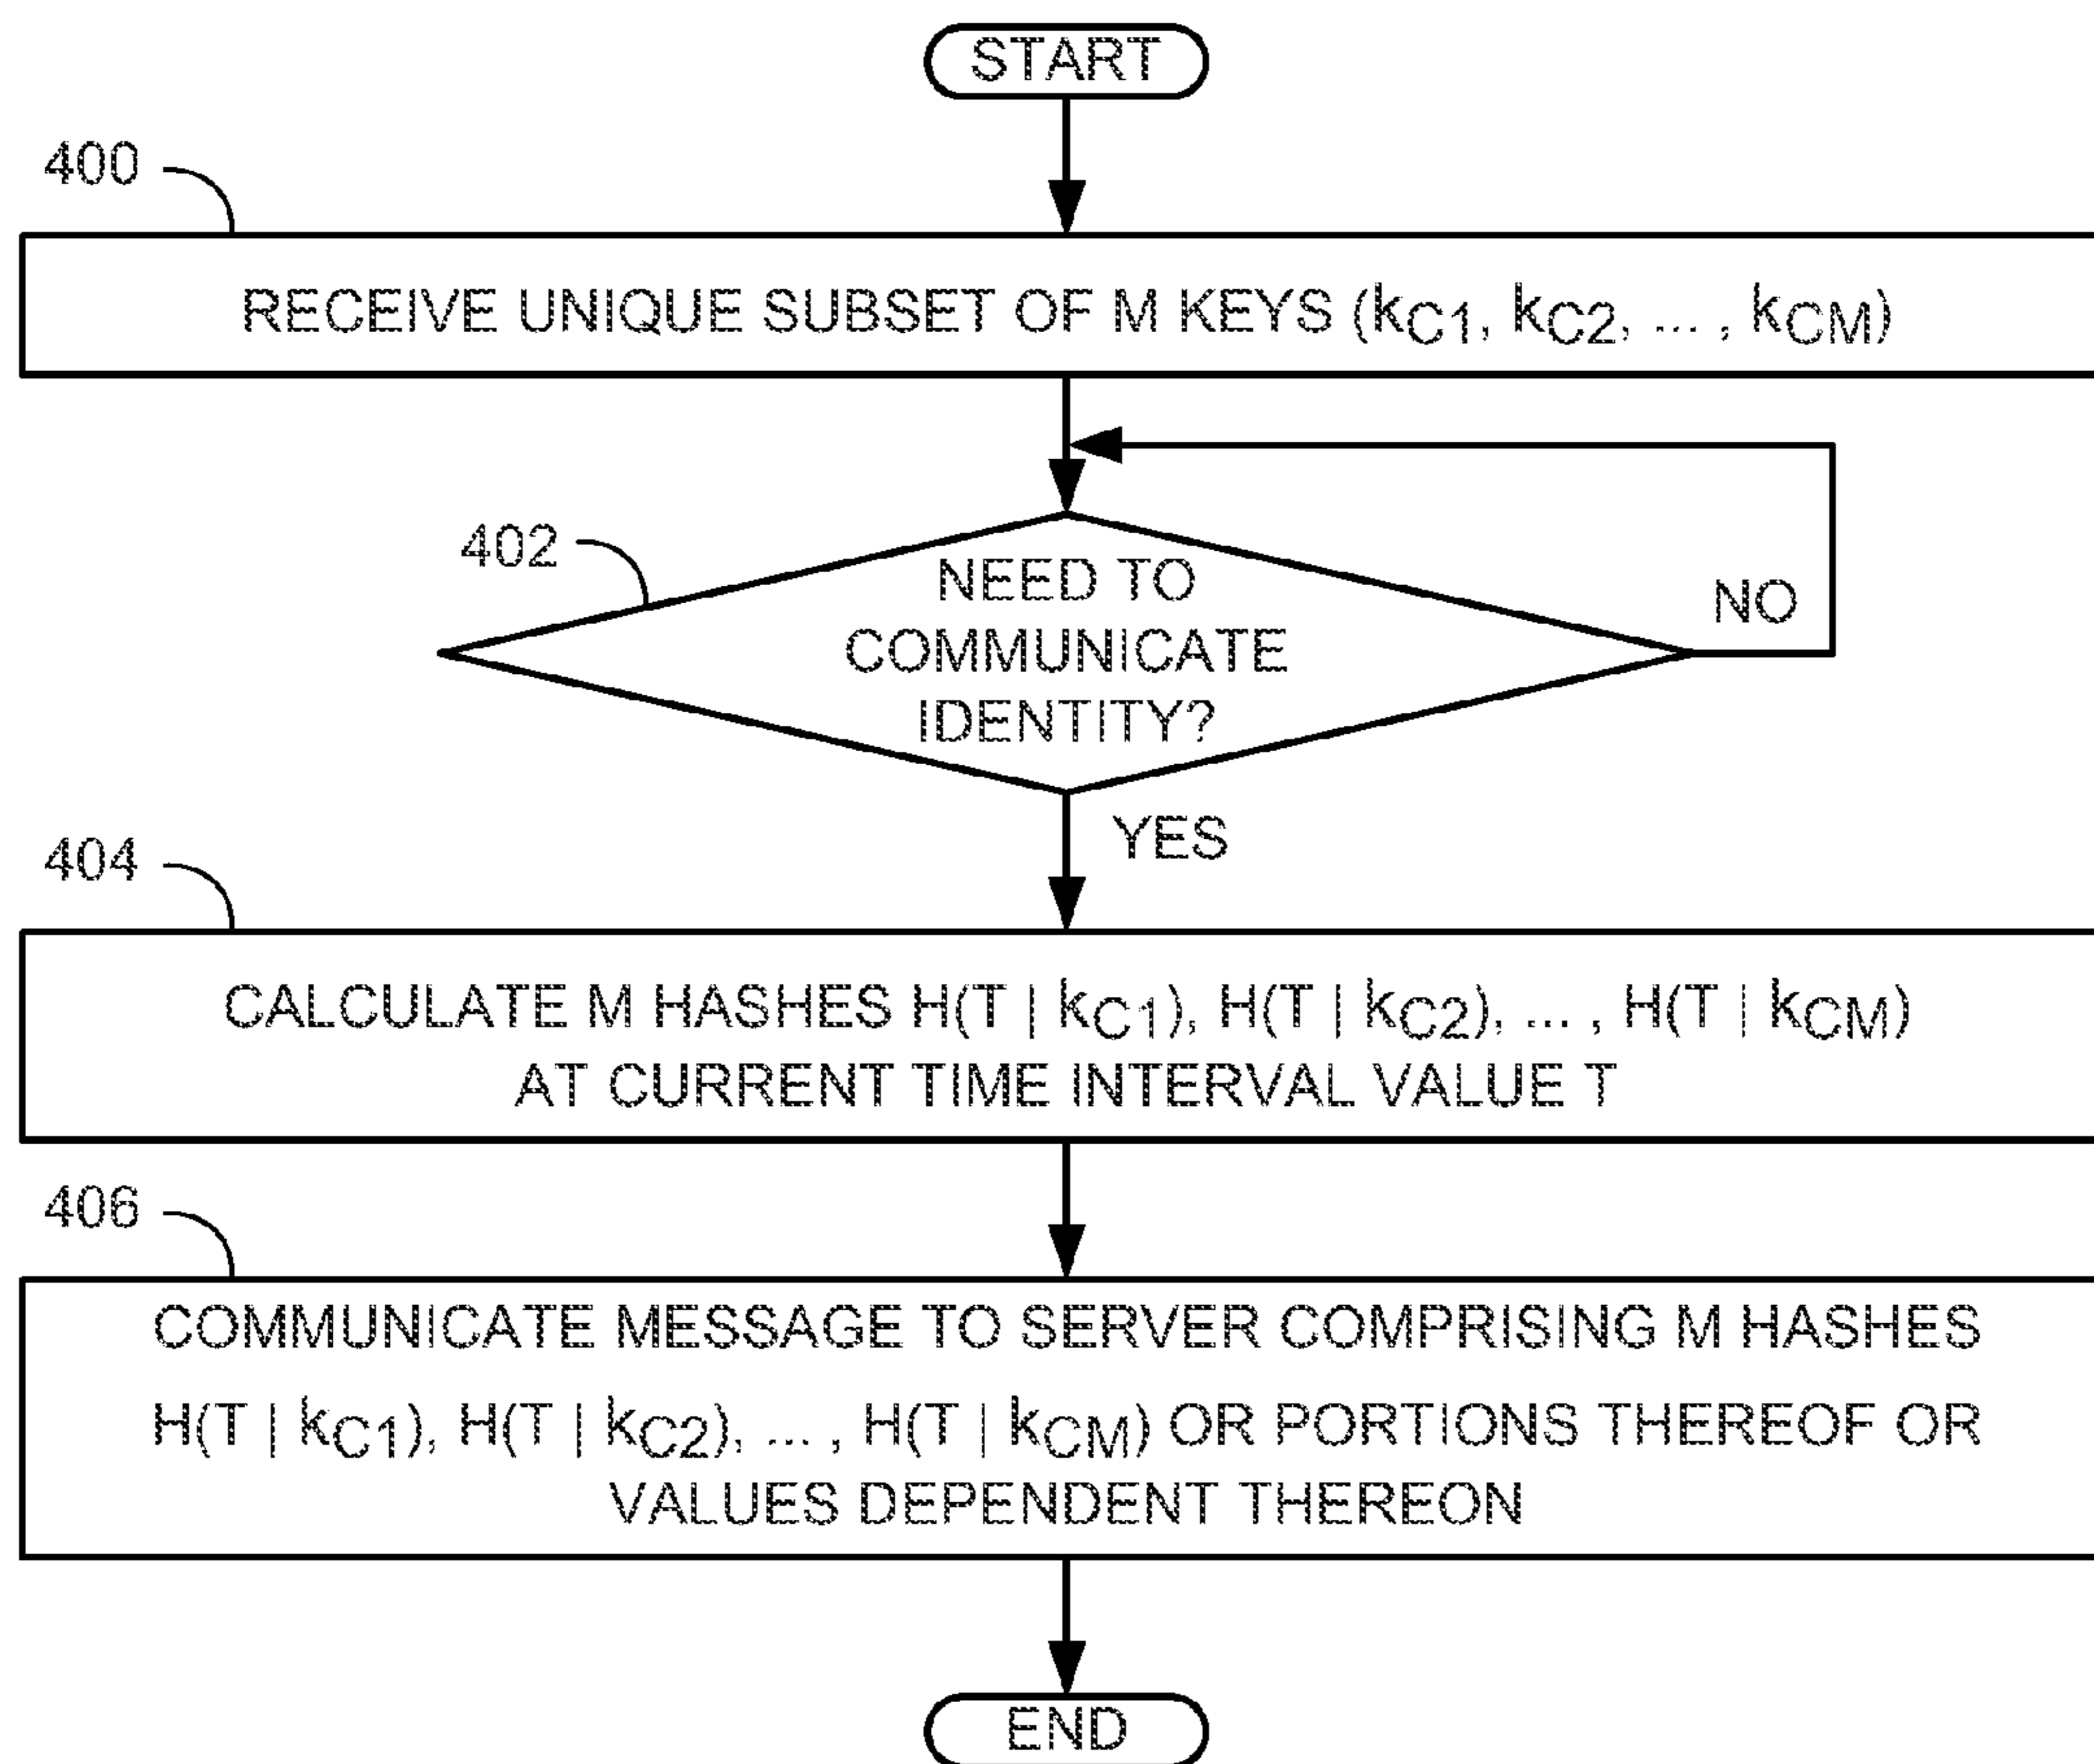 START
400
RECEIVE UNIQUE SUBSET OF M KEYS (kC1, kC2, ... , kCM)
402
NEED TO
COMMUNICATE
IDENTITY?
NO
YES
404
CALCULATE M HASHES H(T | kC1), H(T | kC2), ... , H(T | kCM)
AT CURRENT TIME INTERVAL VALUE T
406
COMMUNICATE MESSAGE TO SERVER COMPRISING M HASHES
H(T | kC1), H(T | kC2), ... , H(T | kCM) OR PORTIONS THEREOF OR
VALUES DEPENDENT THEREON
END